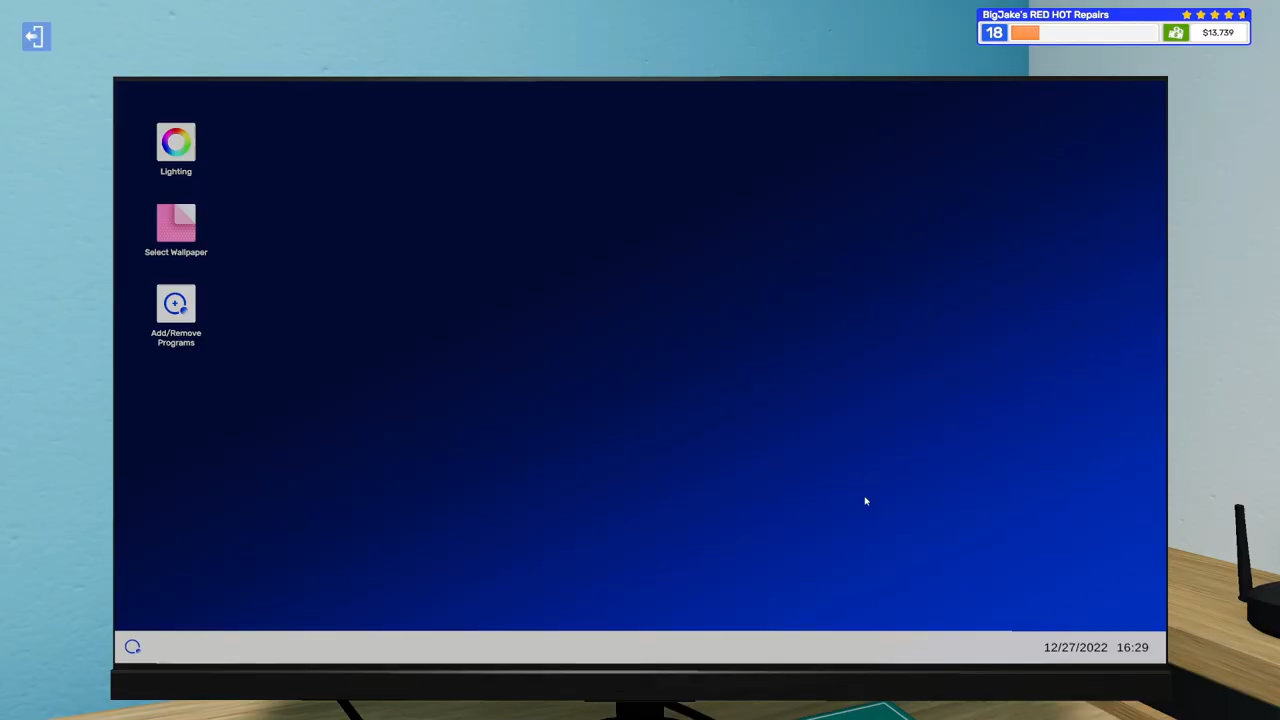 BigJake's RED HOT Repairs
18
$13,739
Lighting
Select Wallpaper
Add/Remove
Programs
12/27/2022 16:29